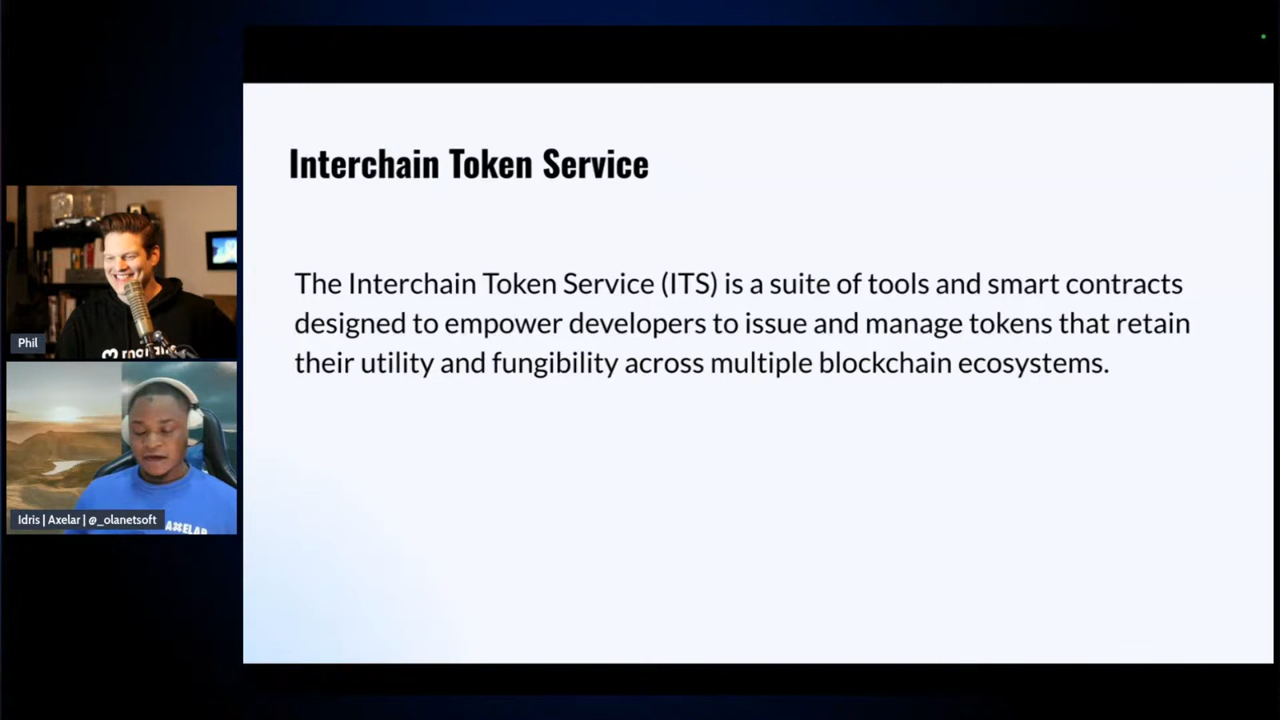 Interchain Token Service
The Interchain Token Service (ITS) is a suite of tools and smart contracts
designed to empower developers to issue and manage tokens that retain
their utility and fungibility across multiple blockchain ecosystems.
Phil
Idris | Axelar | @_olanetsoft
AXELAR